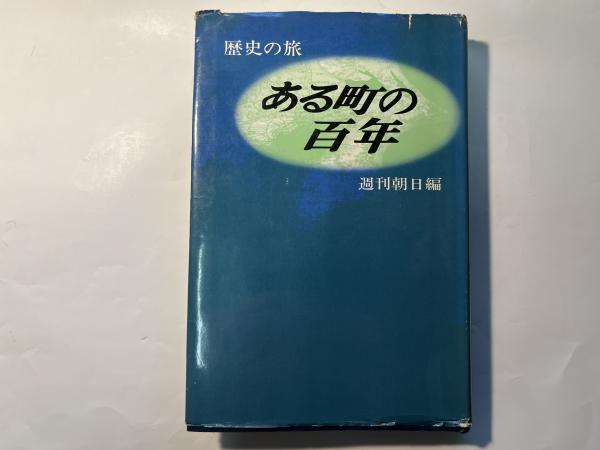 歴史の旅
ある町の
百年
週刊朝日編